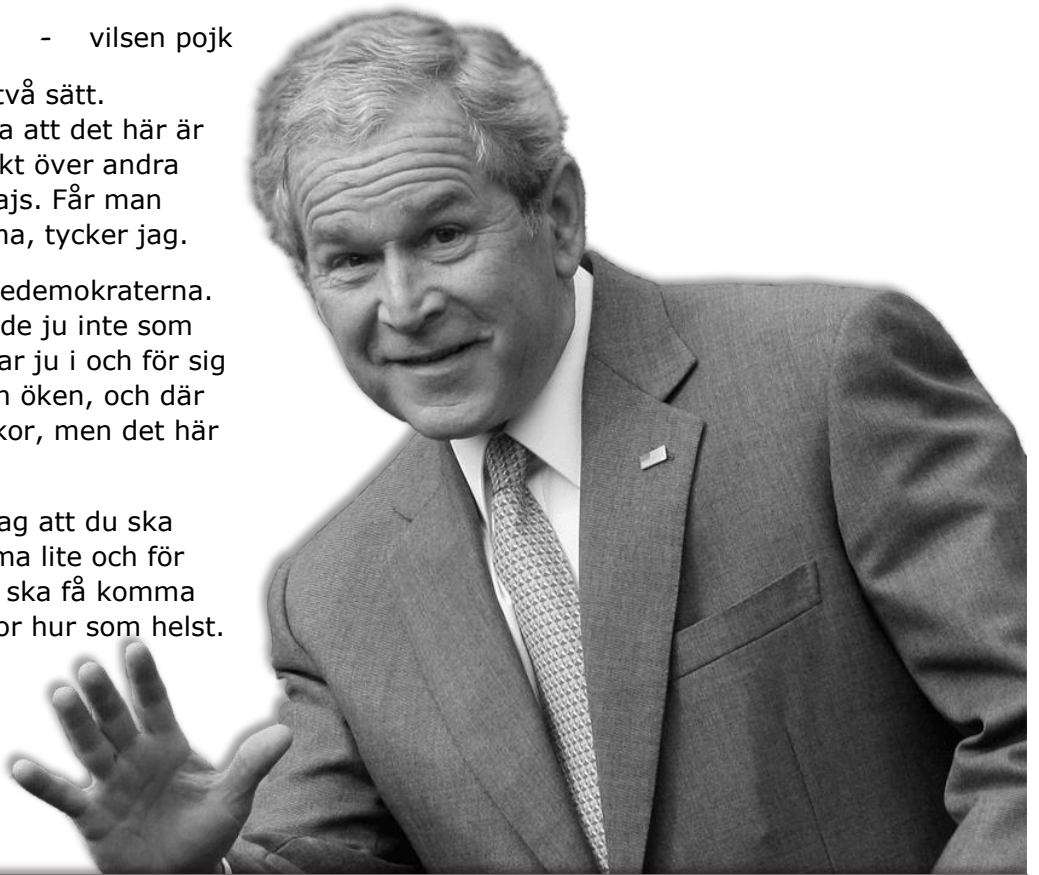 - vilsen pojk
två sätt.
a att det här är
kt över andra
ajs. Får man
na, tycker jag.
edemokraterna.
de ju inte som
ar ju i och för sig
n öken, och där
kor, men det här
ag att du ska
ma lite och för
ska få komma
or hur som helst.